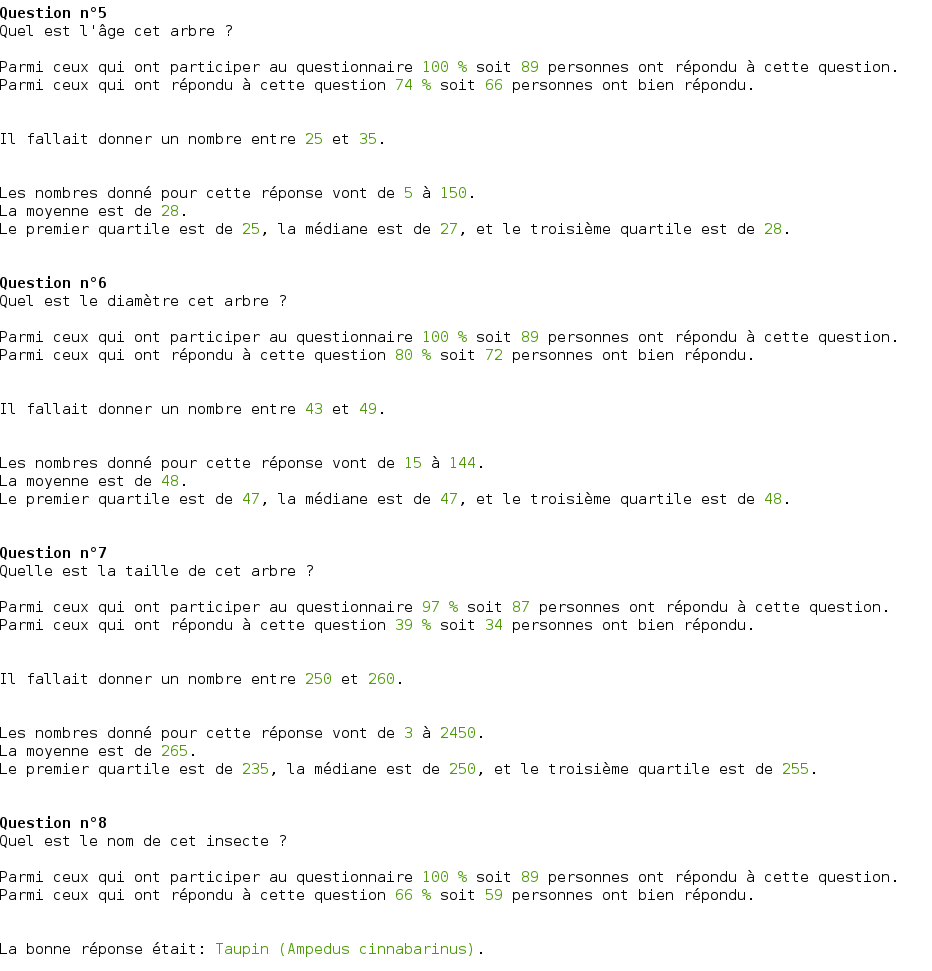 Question n°5
Quel est l'âge cet arbre ?
Parmi ceux qui ont participer au questionnaire 100 % soit 89 personnes ont répondu à cette question.
Parmi ceux qui ont répondu à cette question 74 % soit 66 personnes ont bien répondu.
Il fallait donner un nombre entre 25 et 35.
Les nombres donné pour cette réponse vont de 5 à 150.
La moyenne est de 28.
Le premier quartile est de 25, la médiane est de 27, et le troisième quartile est de 28.
Question n°6
Quel est le diamètre cet arbre ?
Parmi ceux qui ont participer au questionnaire 100 % soit 89 personnes ont répondu à cette question.
Parmi ceux qui ont répondu à cette question 80 % soit 72 personnes ont bien répondu.
Il fallait donner un nombre entre 43 et 49.
Les nombres donné pour cette réponse vont de 15 à 144.
La moyenne est de 48.
Le premier quartile est de 47, la médiane est de 47, et le troisième quartile est de 48.
Question n°7
Quelle est la taille de cet arbre ?
Parmi ceux qui ont participer au questionnaire 97 % soit 87 personnes ont répondu à cette question.
Parmi ceux qui ont répondu à cette question 39 % soit 34 personnes ont bien répondu.
Il fallait donner un nombre entre 250 et 260.
Les nombres donné pour cette réponse vont de 3 à 2450.
La moyenne est de 265.
Le premier quartile est de 235, la médiane est de 250, et le troisième quartile est de 255.
Question n°8
Quel est le nom de cet insecte ?
Parmi ceux qui ont participer au questionnaire 100 % soit 89 personnes ont répondu à cette question.
Parmi ceux qui ont répondu à cette question 66 % soit 59 personnes ont bien répondu.
La bonne réponse était: Taupin (Ampedus cinnabarinus).